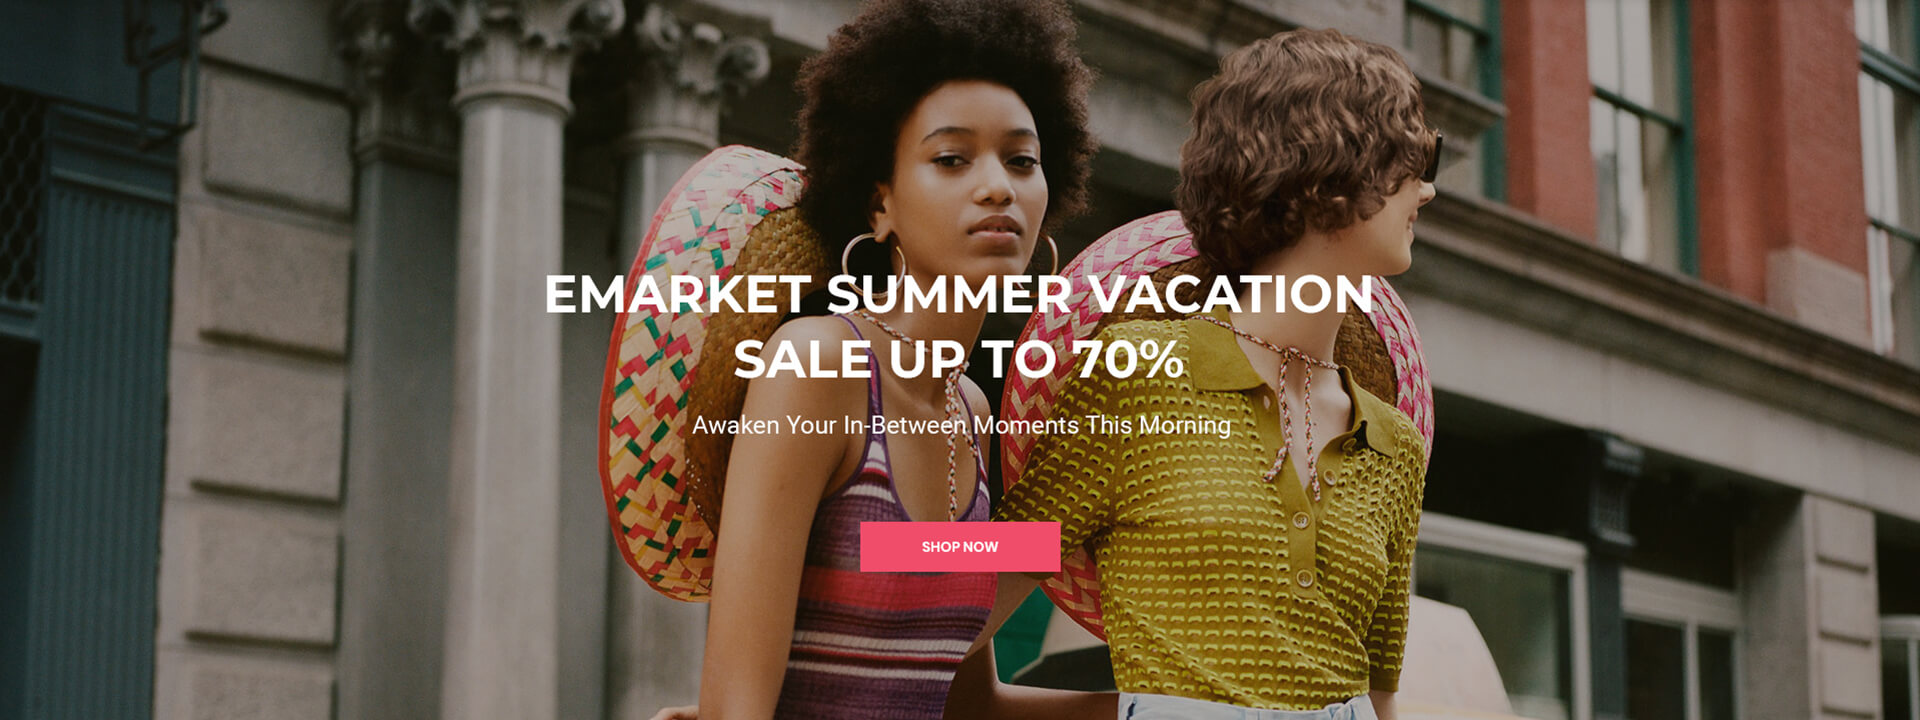 EMARKET SUMMER VACATION
SALE UP TO 70%
Awaken Your In-Between Moments This Morning
SHOP NOW